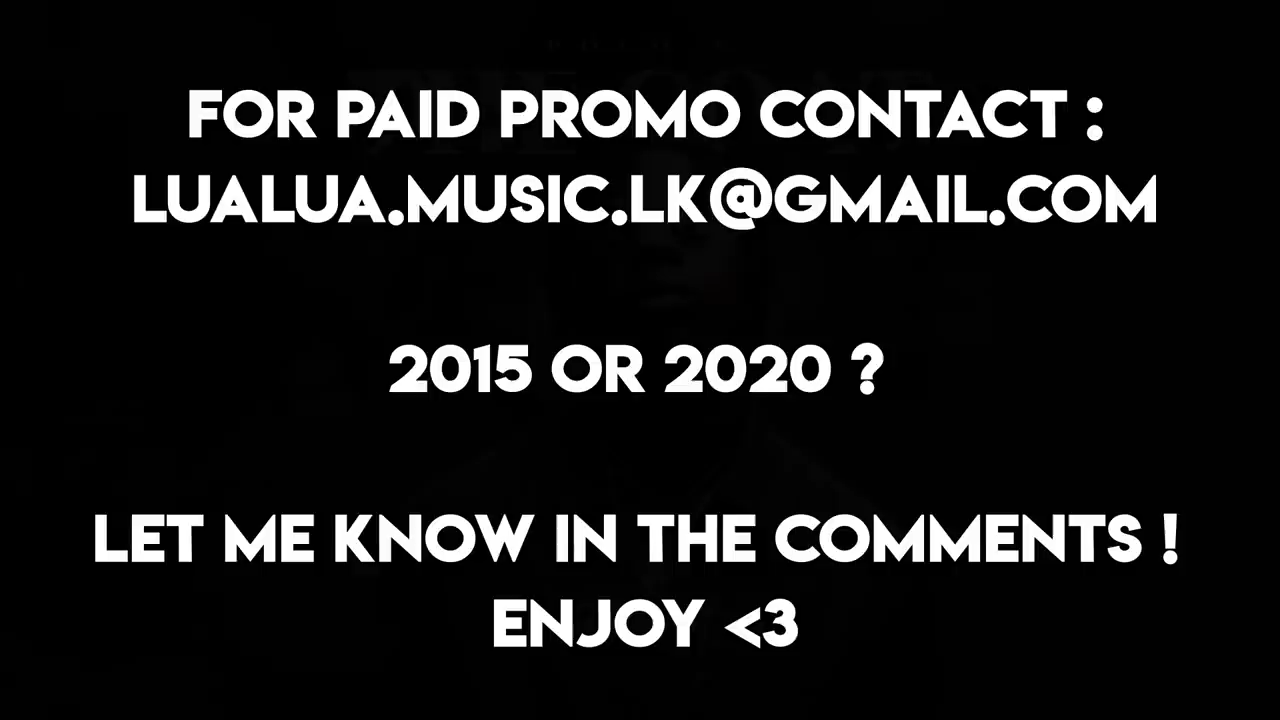 FOR PAID PROMO CONTACT :
LUALUA.MUSIC.LK@GMAIL.COM
2015 OR 2020 ?
LET ME KNOW IN THE COMMENTS !
ENJOY <3